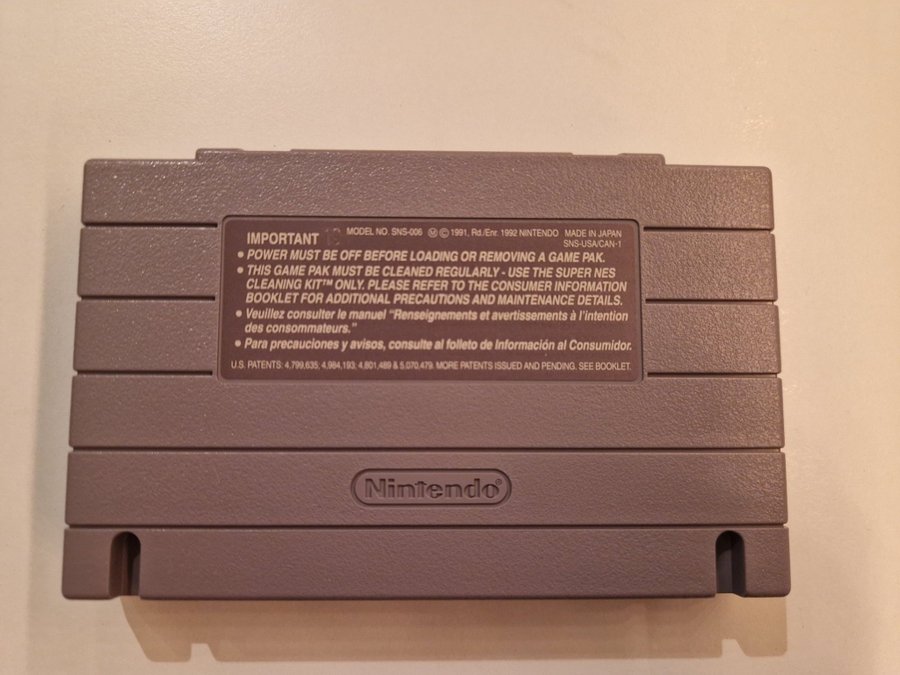 IMPORTANT MODEL NO. SNS-006 Ⓜ © 1991, Rd./Enr. 1992 NINTENDO MADE IN JAPAN
SNS-USA/CAN-1
• POWER MUST BE OFF BEFORE LOADING OR REMOVING A GAME PAK.
• THIS GAME PAK MUST BE CLEANED REGULARLY - USE THE SUPER NES
CLEANING KIT™ ONLY. PLEASE REFER TO THE CONSUMER INFORMATION
BOOKLET FOR ADDITIONAL PRECAUTIONS AND MAINTENANCE DETAILS.
• Veuillez consulter le manuel "Renseignements et avertissements à l'intention
des consommateurs."
• Para precauciones y avisos, consulte al folleto de Información al Consumidor.
U.S. PATENTS: 4,799,635; 4,984,193; 4,801,489 & 5,070,479. MORE PATENTS ISSUED AND PENDING. SEE BOOKLET.
Nintendo®